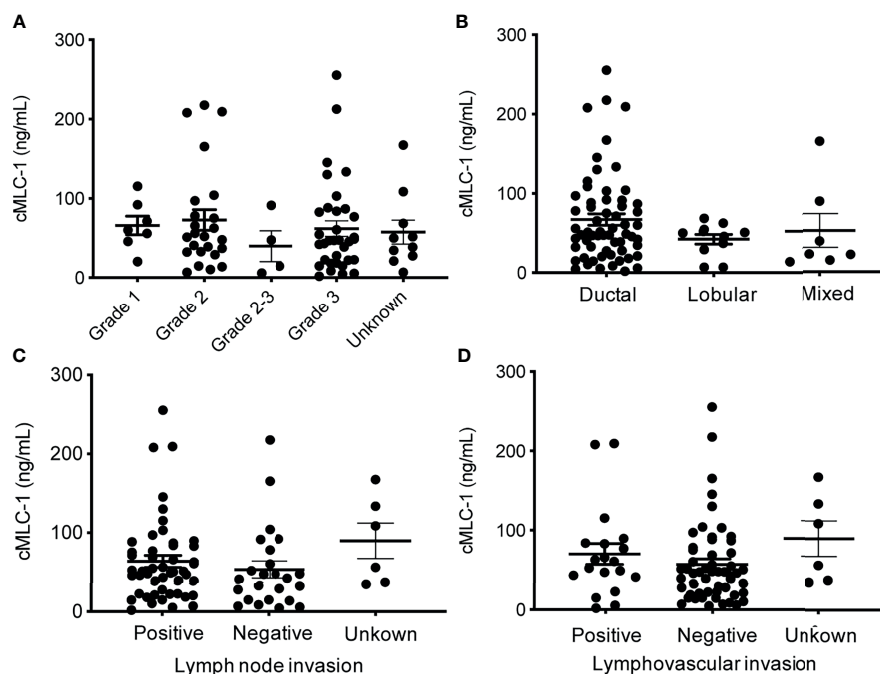 A
cMLC-1 (ng/mL)
300
200
100
0
Grade 1
Grade 2
Grade 2-3
Grade 3
Unknown
B
cMLC-1 (ng/mL)
300
200
100
0
Ductal Lobular Mixed
C
cMLC-1 (ng/mL)
300
200
100
0
Positive Negative Unkown
Lymph node invasion
D
cMLC-1 (ng/mL)
300
200
100
0
Positive Negative Unkown
Lymphovascular invasion